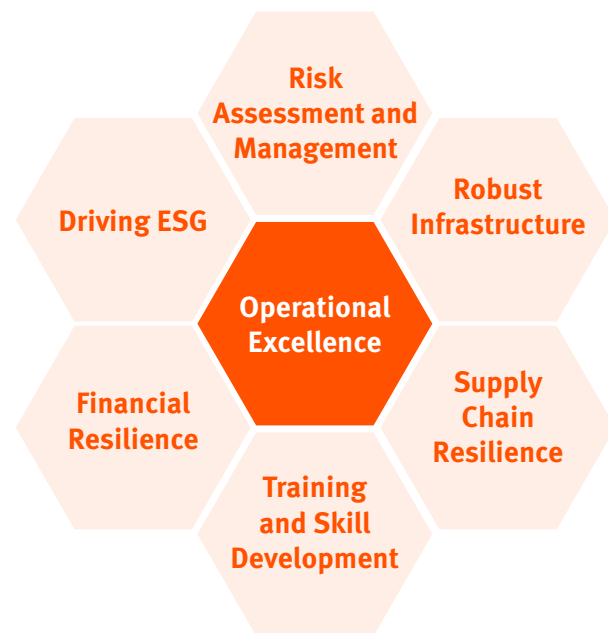 Risk
Assessment and
Management
Robust
Infrastructure
Driving ESG
Operational
Excellence
Supply
Chain
Resilience
Financial
Resilience
Training
and Skill
Development